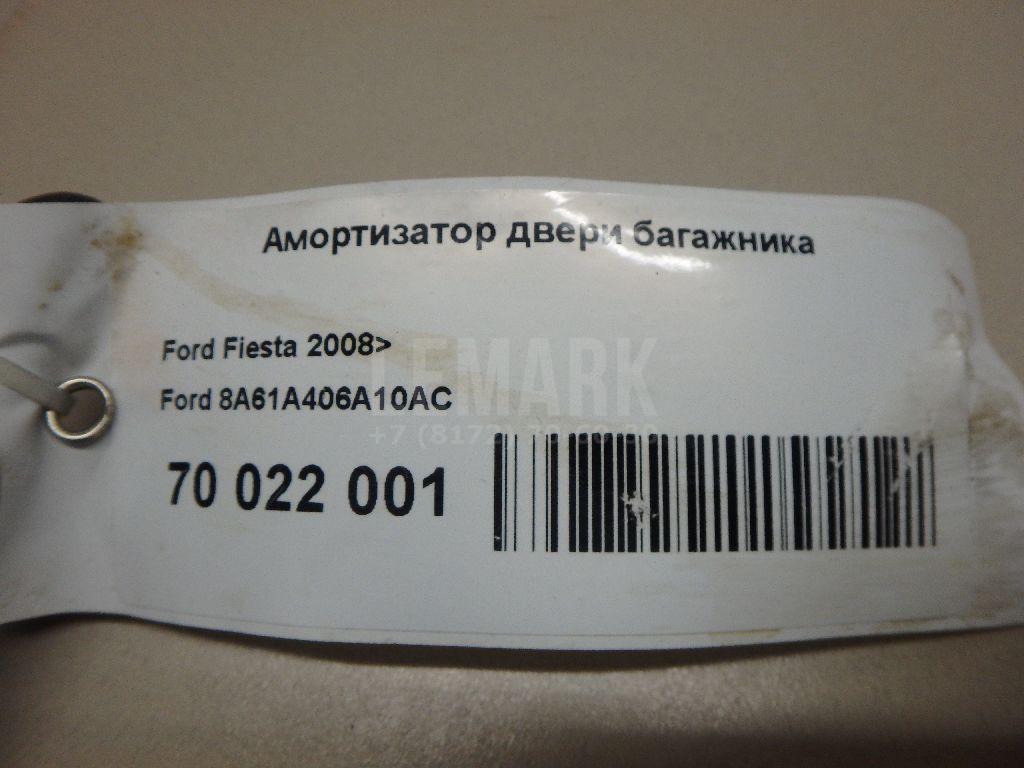 Амортизатор двери багажника
Ford Fiesta 2008>
LEMARK
Ford 8A61A406A10AC
70 022 001